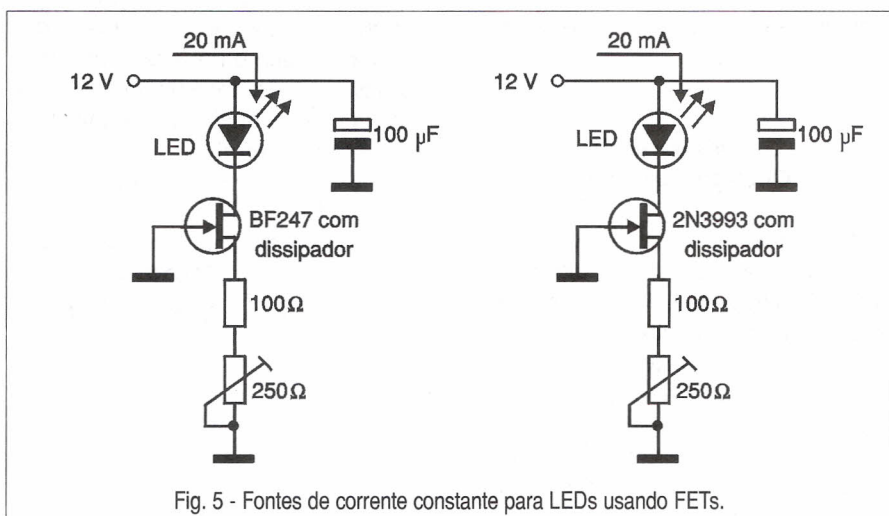 20 mA
12 V
LED
100
µF
BF247 com
dissipador
100Ω
250Ω
20 mA
12 V
LED
100
µF
2N3993 com
dissipador
100Ω
250Ω
Fig. 5 - Fontes de corrente constante para LEDs usando FETs.